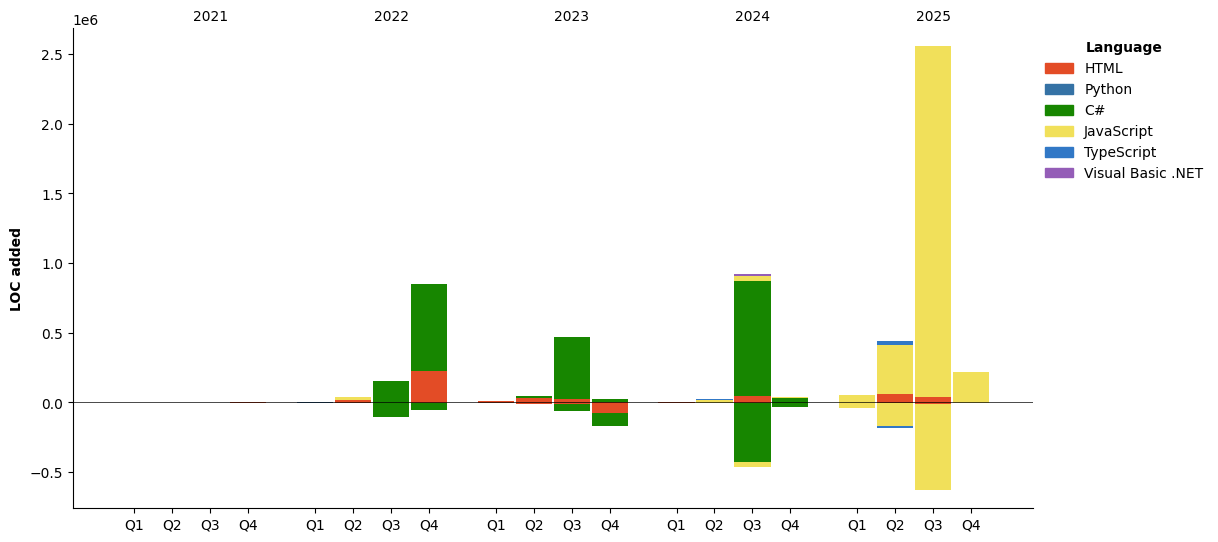 1e6
2021 2022 2023 2024 2025
Language
HTML
Python
C#
JavaScript
TypeScript
Visual Basic .NET
LOC added
2.5
2.0
1.5
1.0
0.5
0.0
−0.5
Q1 Q2 Q3 Q4 Q1 Q2 Q3 Q4 Q1 Q2 Q3 Q4 Q1 Q2 Q3 Q4 Q1 Q2 Q3 Q4